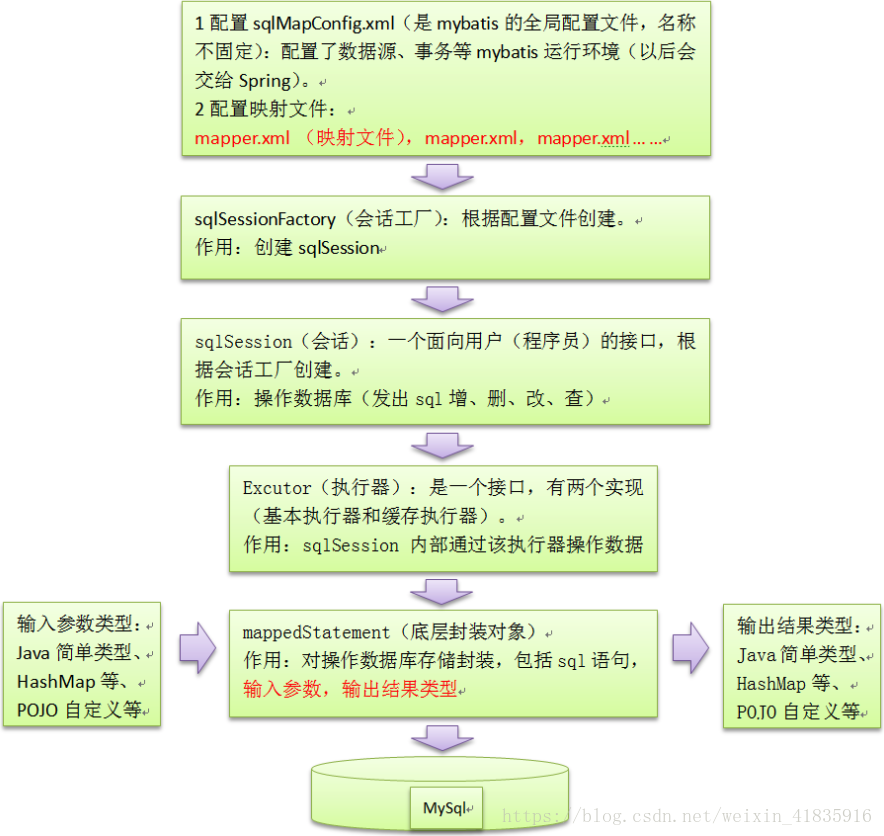 1 配置 sqlMapConfig.xml（是 mybatis 的全局配置文件，名称
不固定）：配置了数据源、事务等 mybatis 运行环境（以后会
交给 Spring）。
2 配置映射文件：
mapper.xml （映射文件），mapper.xml，mapper.xml... ...
sqlSessionFactory（会话工厂）：根据配置文件创建。
作用：创建 sqlSession
sqlSession（会话）：一个面向用户（程序员）的接口，根
据会话工厂创建。
作用：操作数据库（发出 sql 增、删、改、查）
Excutor（执行器）：是一个接口，有两个实现
（基本执行器和缓存执行器）。
作用：sqlSession 内部通过该执行器操作数据
输入参数类型：
Java 简单类型、
HashMap 等、
POJO 自定义等
mappedStatement（底层封装对象）
作用：对操作数据库存储封装，包括 sql 语句，
输入参数，输出结果类型
输出结果类型：
Java 简单类型、
HashMap 等、
POJO 自定义等
MySql
https://blog.csdn.net/weixin_41835916